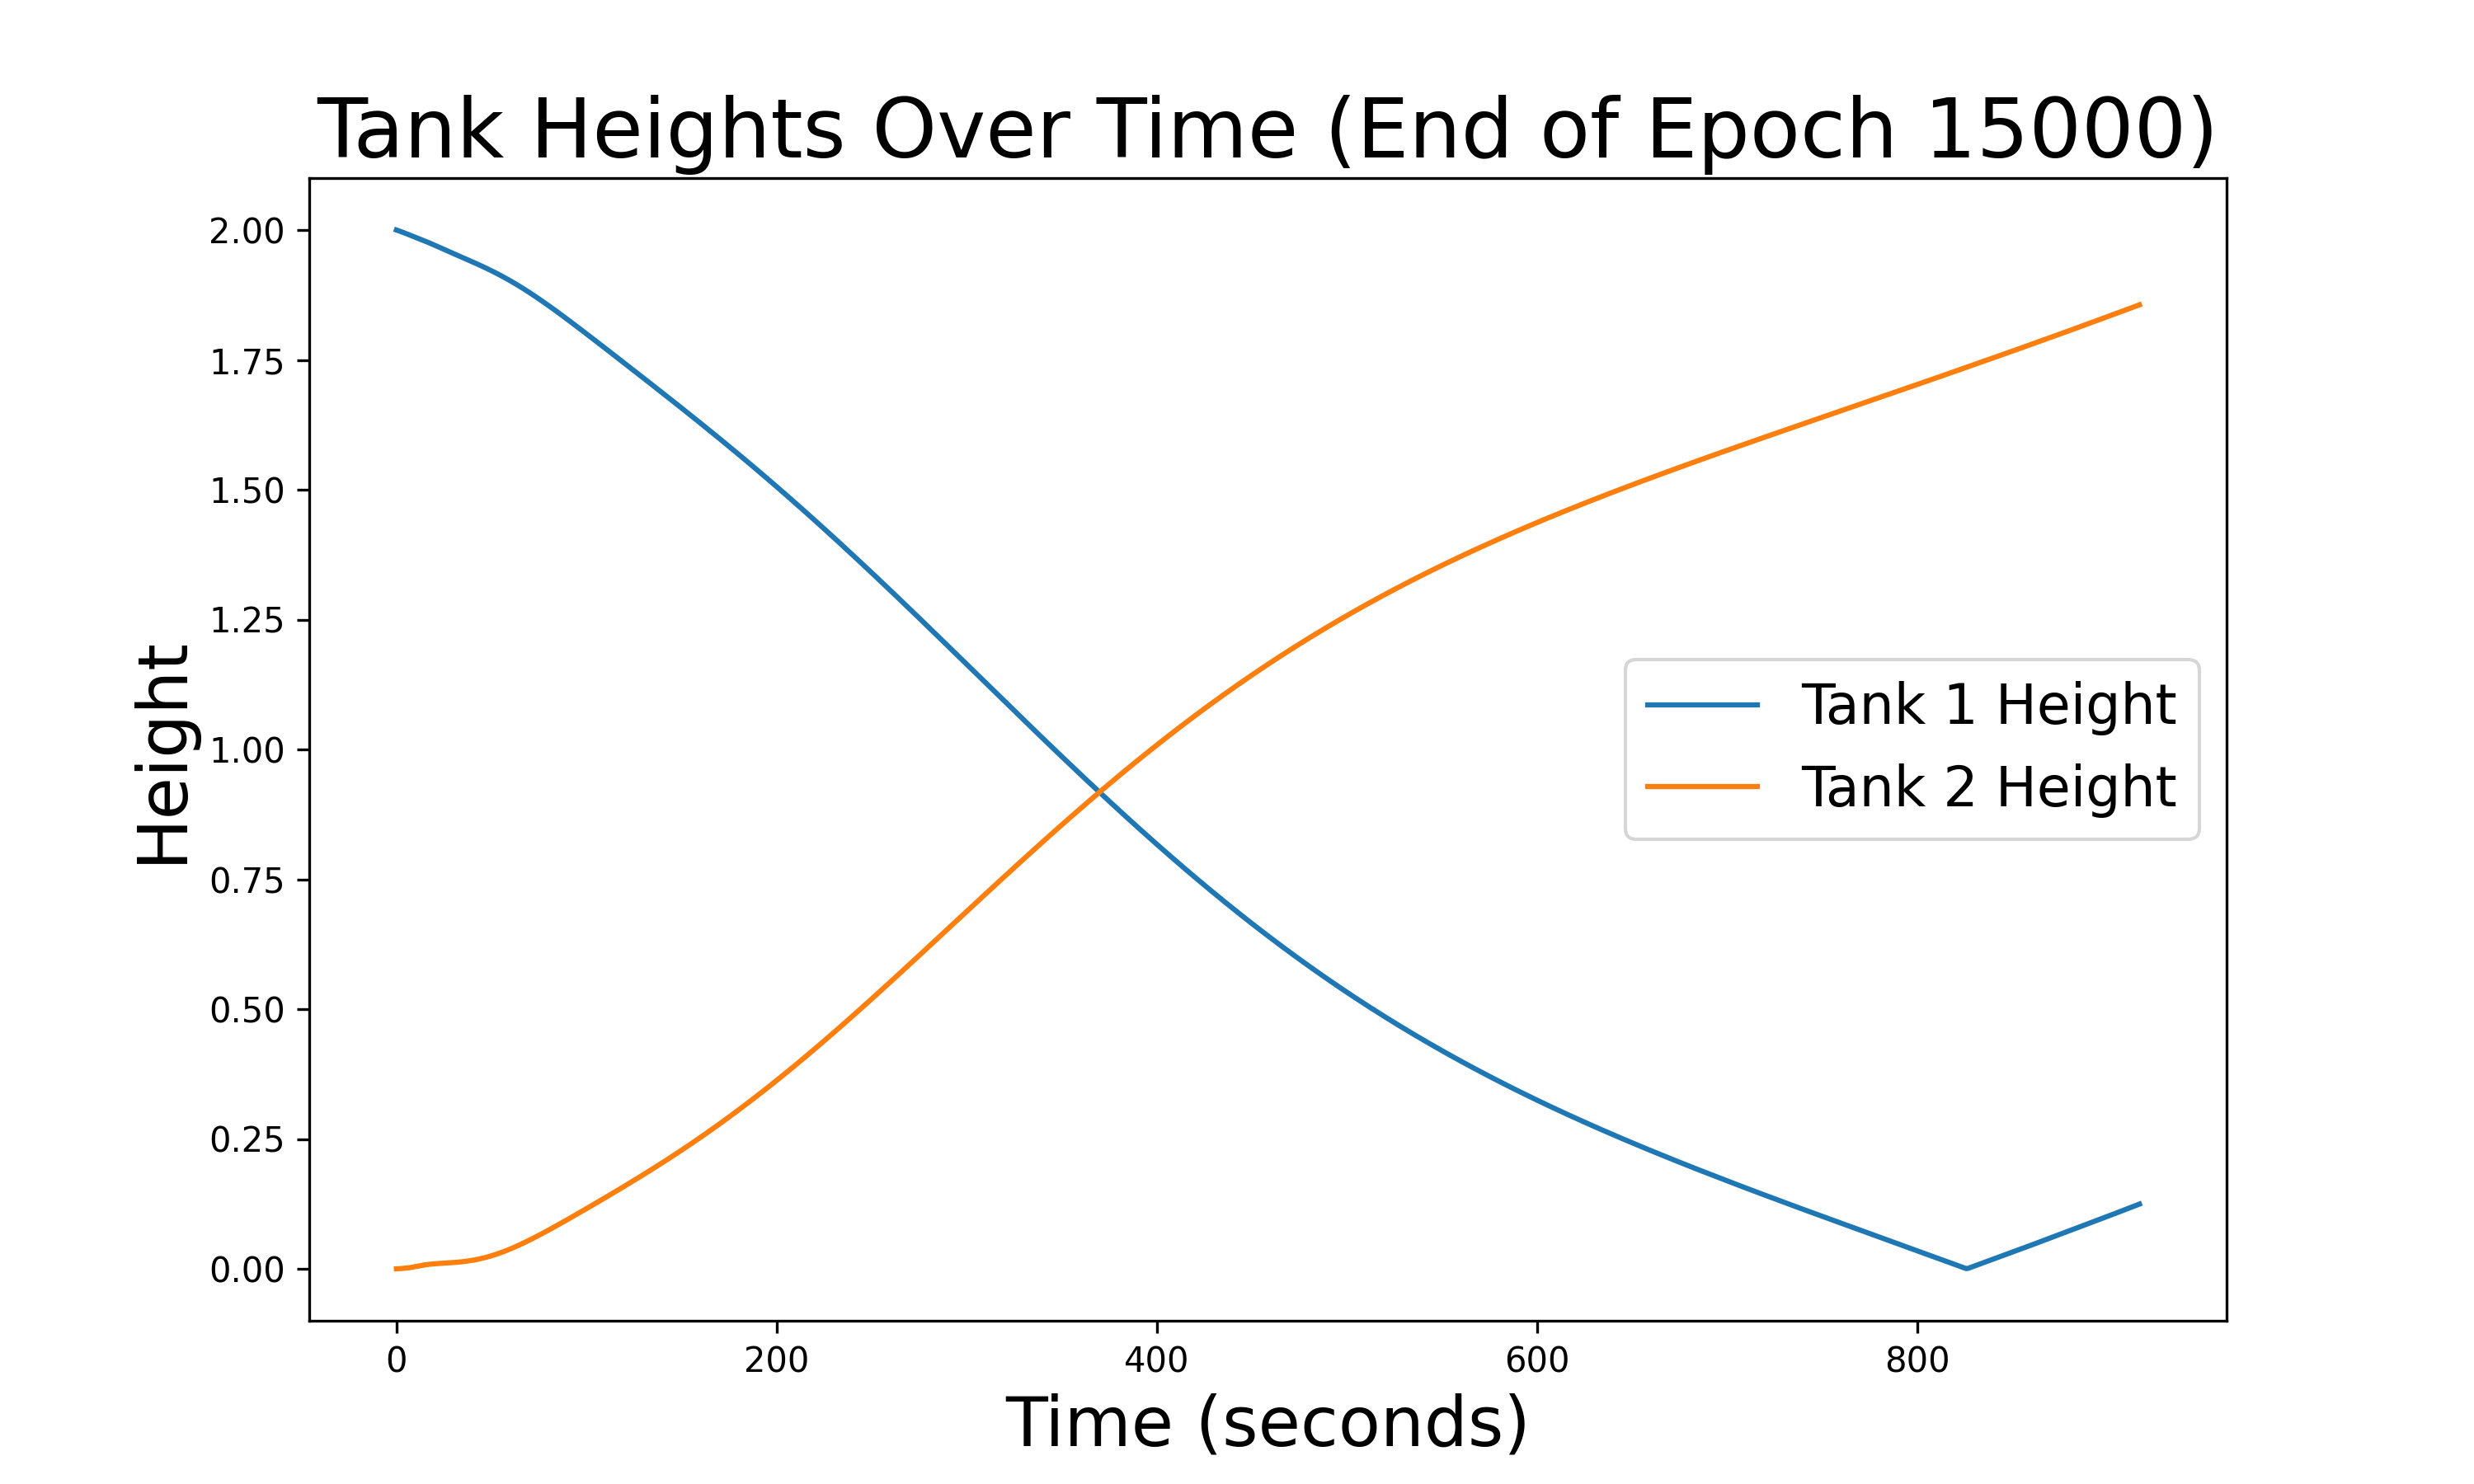 Tank Heights Over Time (End of Epoch 15000)
2.00
1.75
1.50
1.25
1.00
0.75
0.50
0.25
0.00
Height
Tank 1 Height
Tank 2 Height
0 200 400 600 800
Time (seconds)